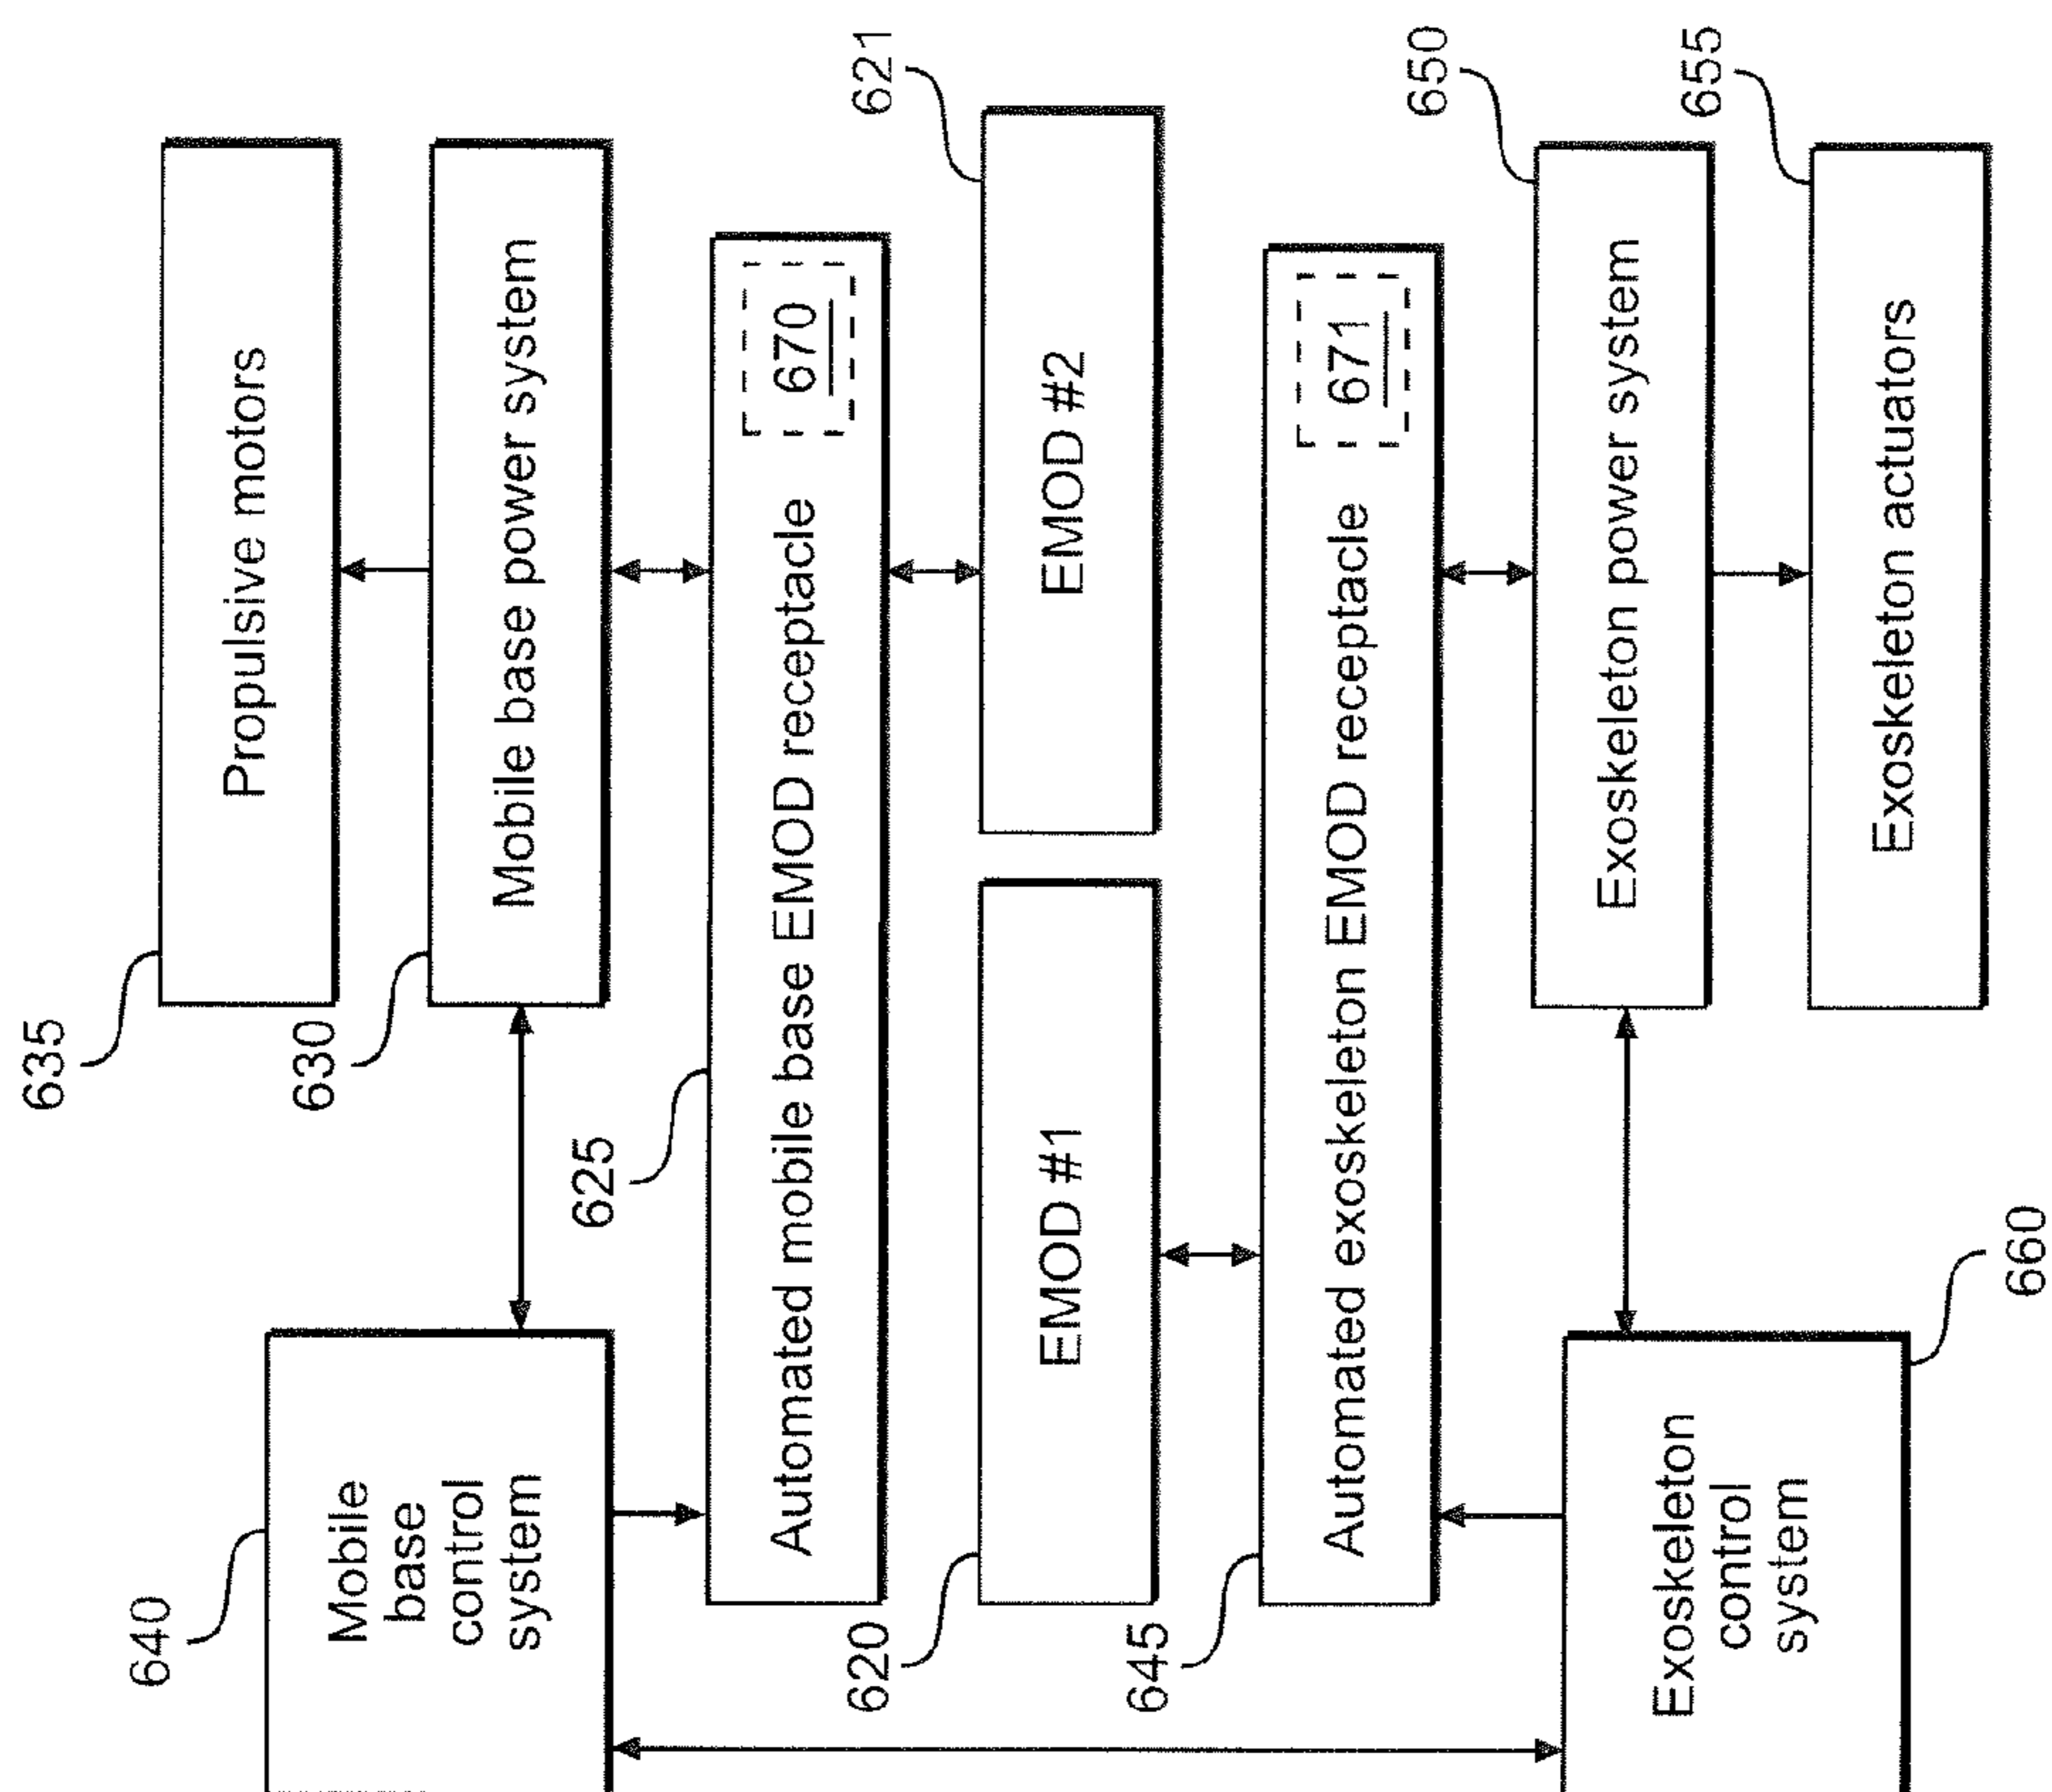 635
Propulsive motors
630
Mobile base power system
640
Mobile
base
control
system
625
Automated mobile base EMOD receptacle
670
620
EMOD #1
EMOD #2
621
645
Automated exoskeleton EMOD receptacle
671
Exoskeleton
control
system
660
Exoskeleton power system
650
Exoskeleton actuators
655